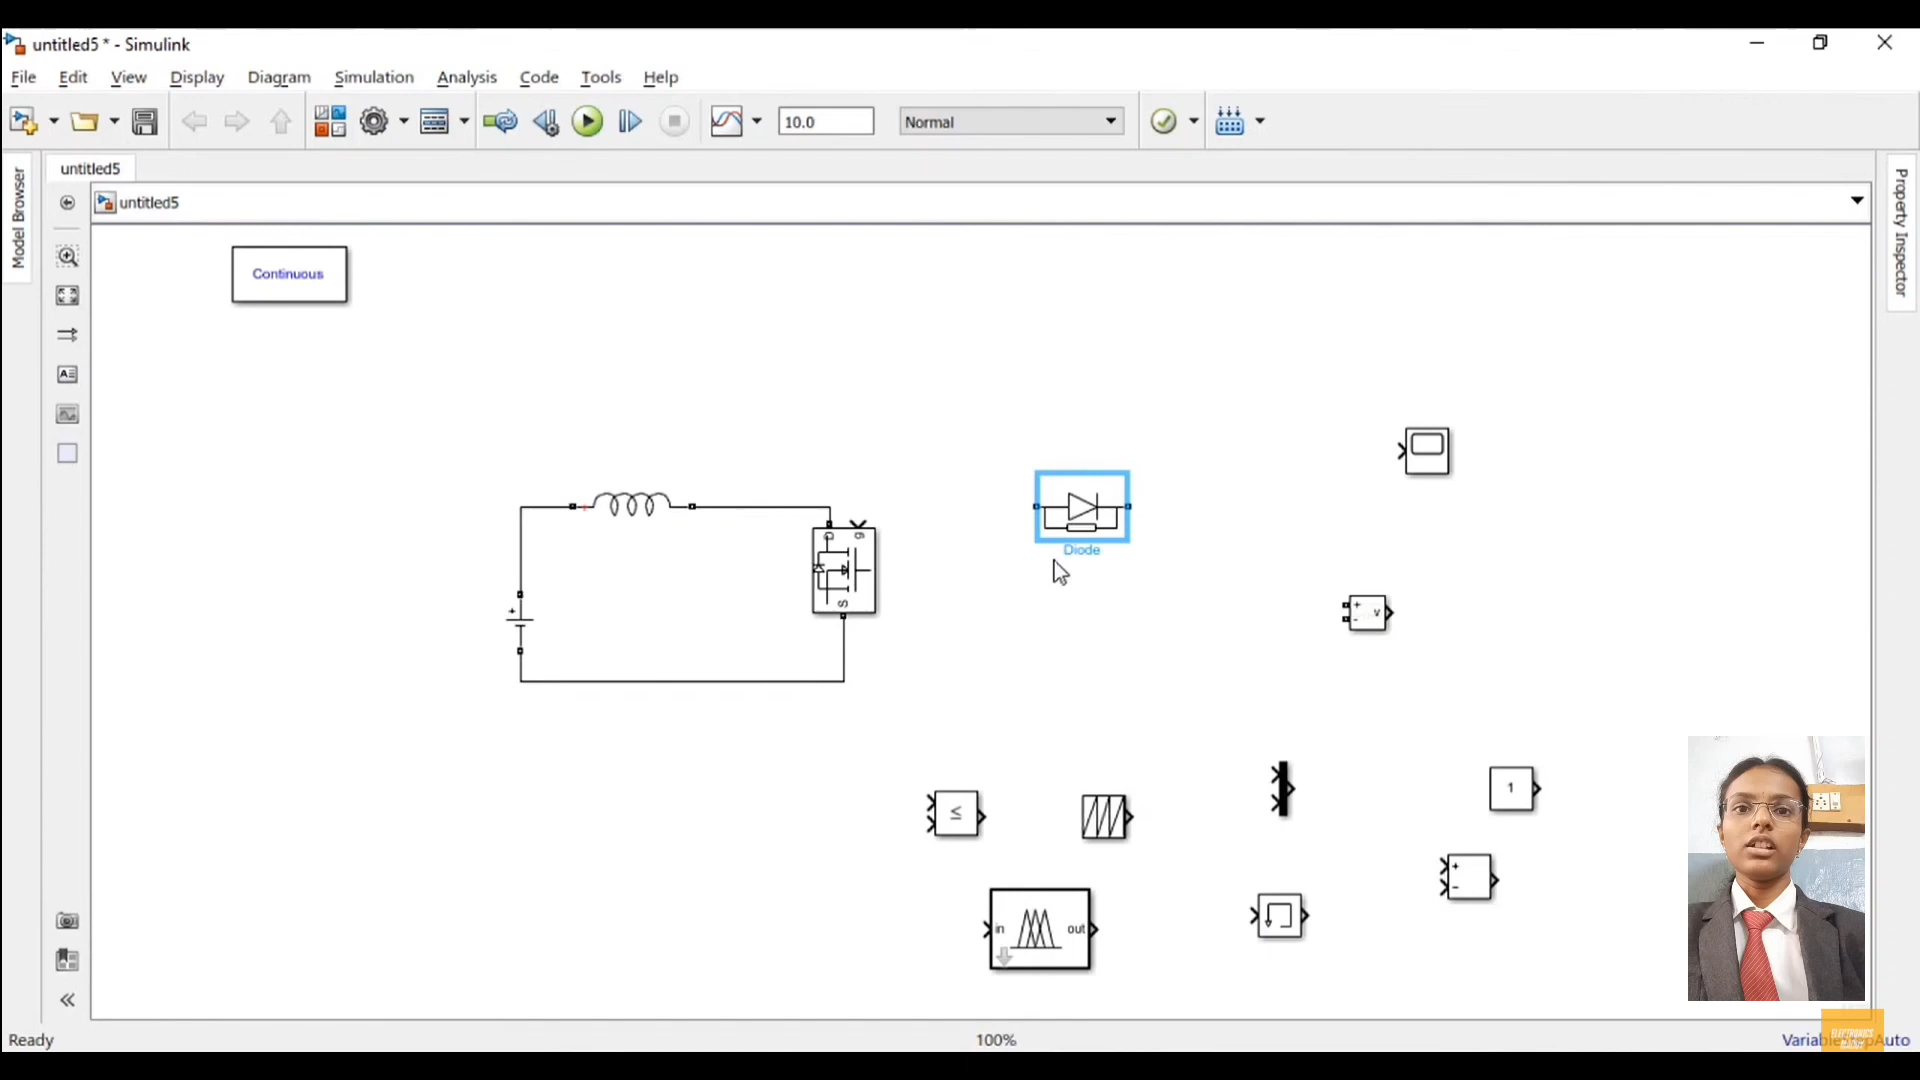 untitled5 * - Simulink
File Edit View Display Diagram Simulation Analysis Code Tools Help
10.0 Normal
Model Browser
untitled5
untitled5
Property Inspector
Continuous
Diode
D g
S
+
+ - v
≤
1
+ -
in out
Ready 100%
ELECTRONICS